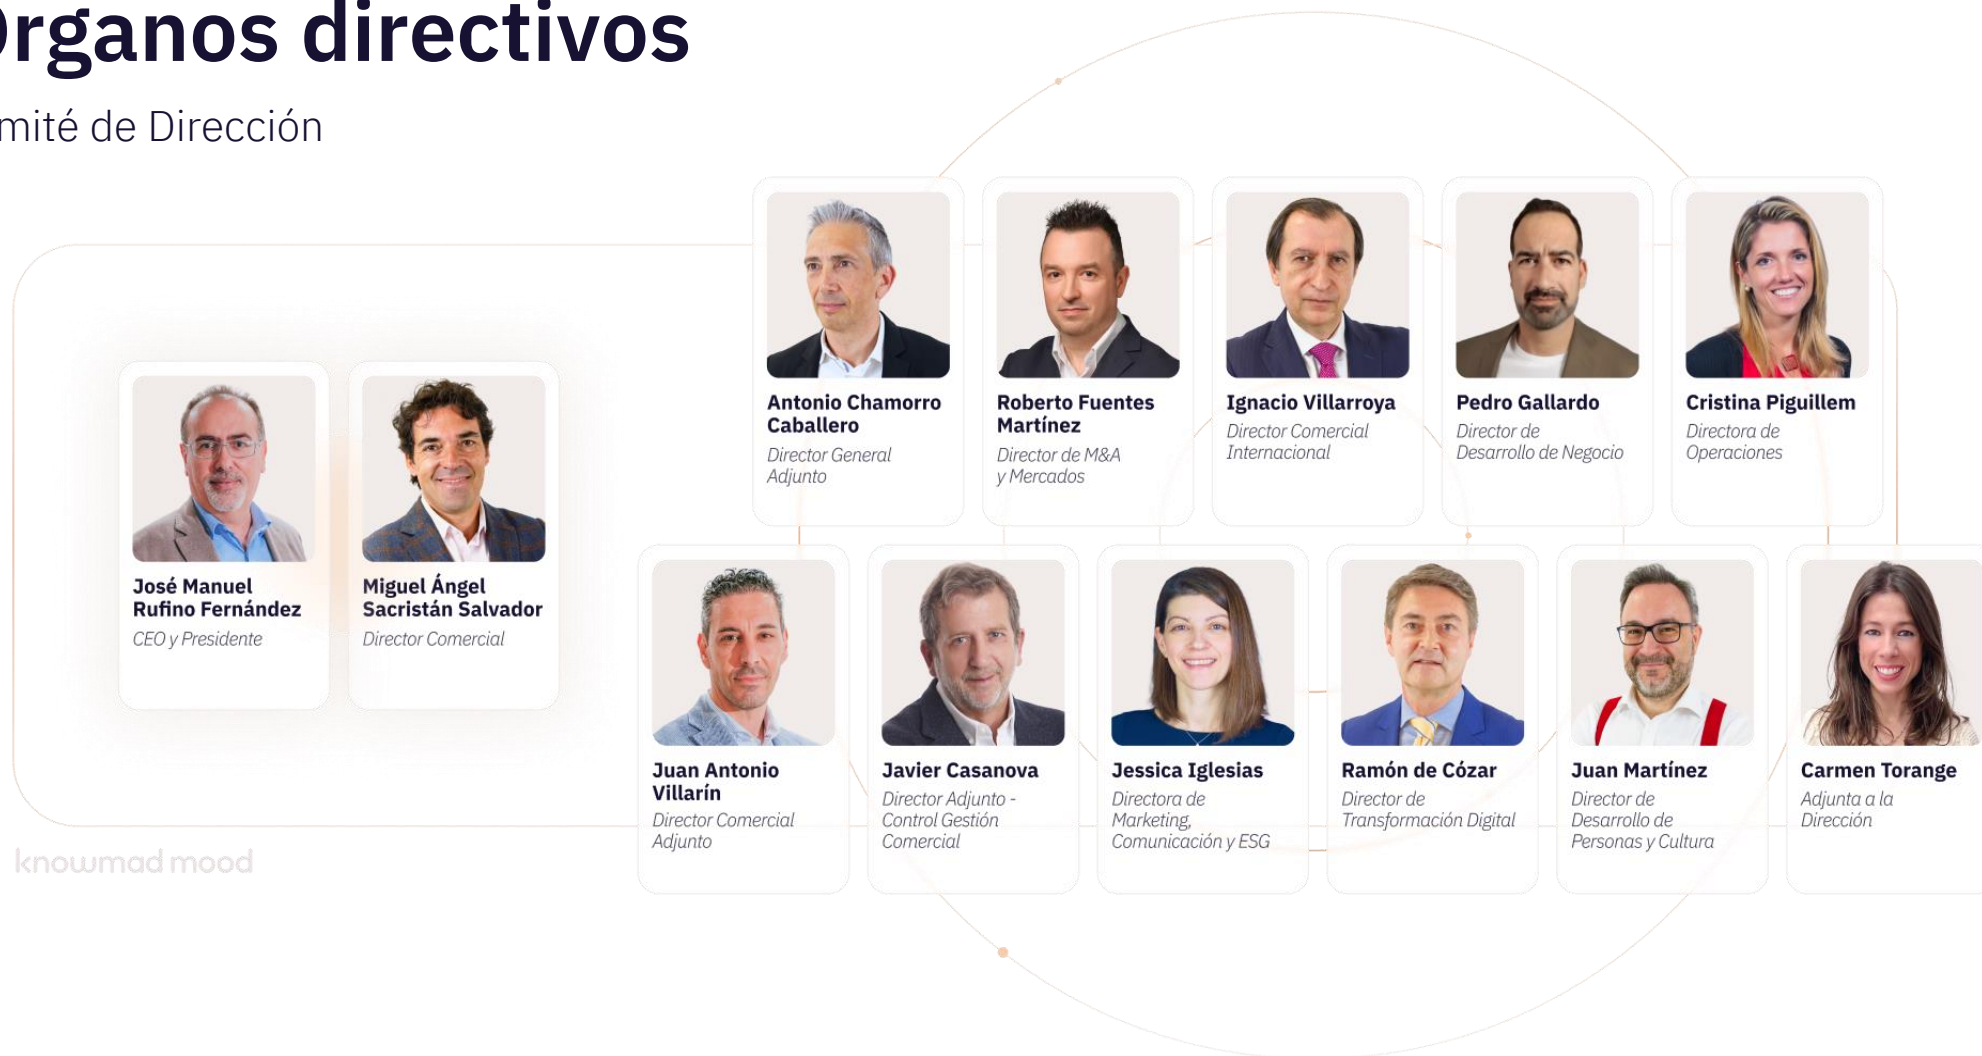 Órganos directivos
mité de Dirección
Antonio Chamorro
Caballero
Director General
Adjunto
Roberto Fuentes
Martínez
Director de M&A
y Mercados
Ignacio Villarroya
Director Comercial
Internacional
Pedro Gallardo
Director de
Desarrollo de Negocio
Cristina Piguillem
Directora de
Operaciones
José Manuel
Rufino Fernández
CEO y Presidente
Miguel Ángel
Sacristán Salvador
Director Comercial
Juan Antonio
Villarín
Director Comercial
Adjunto
Javier Casanova
Director Adjunto -
Control Gestión
Comercial
Jessica Iglesias
Directora de
Marketing,
Comunicación y ESG
Ramón de Cózar
Director de
Transformación Digital
Juan Martínez
Director de
Desarrollo de
Personas y Cultura
Carmen Torange
Adjunta a la
Dirección
knowmad mood